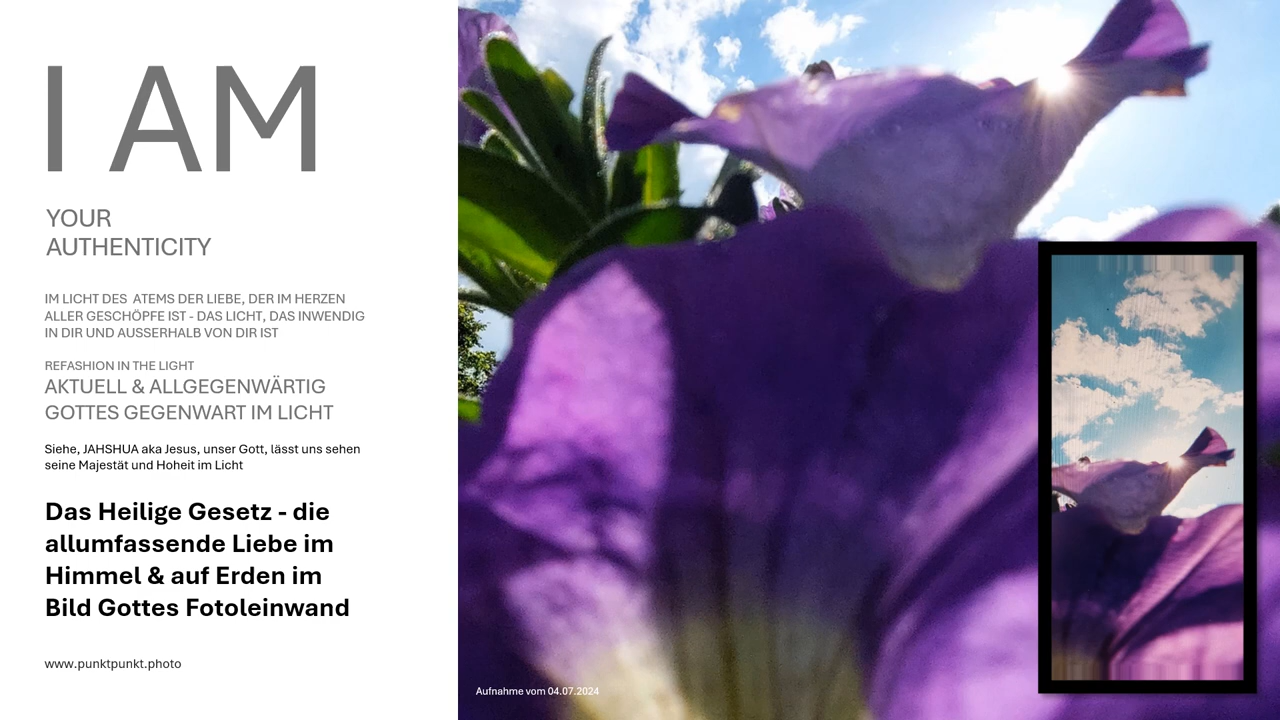 I AM
YOUR
AUTHENTICITY
IM LICHT DES  ATEMS DER LIEBE, DER IM HERZEN
ALLER GESCHÖPFE IST - DAS LICHT, DAS INWENDIG
IN DIR UND AUSSERHALB VON DIR IST
REFASHION IN THE LIGHT
AKTUELL & ALLGEGENWÄRTIG
GOTTES GEGENWART IM LICHT
Siehe, JAHSHUA aka Jesus, unser Gott, lässt uns sehen
seine Majestät und Hoheit im Licht
Das Heilige Gesetz - die
allumfassende Liebe im
Himmel & auf Erden im
Bild Gottes Fotoleinwand
www.punktpunkt.photo
Aufnahme vom 04.07.2024